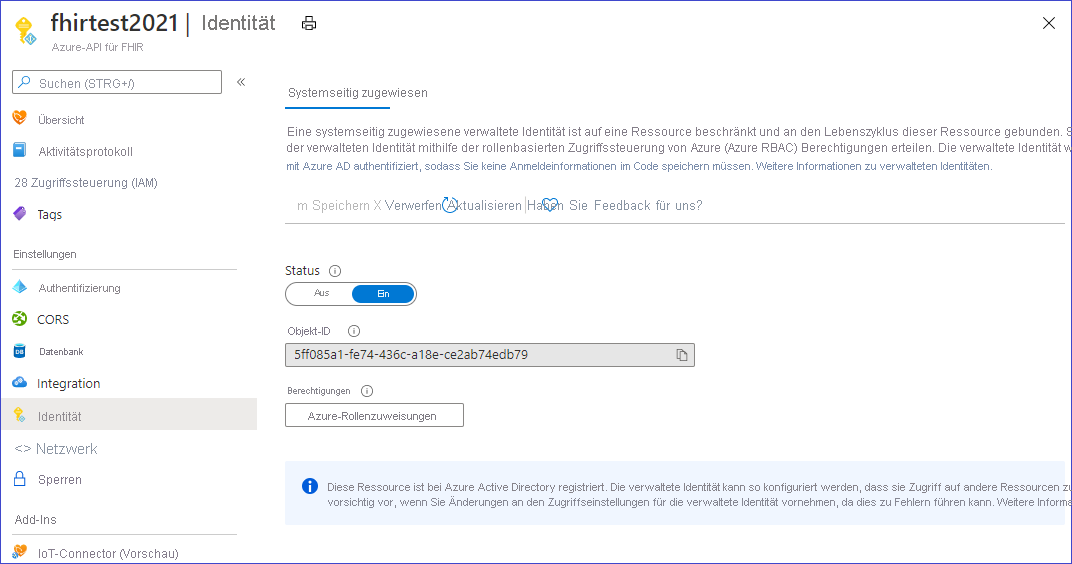 fhirtest2021 | Identität
Azure-API für FHIR
Suchen (STRG+/)
«
Übersicht
Aktivitätsprotokoll
28 Zugriffssteuerung (IAM)
Tags
Einstellungen
Authentifizierung
CORS
Datenbank
Integration
Identität
<> Netzwerk
Sperren
Add-Ins
IoT-Connector (Vorschau)
Systemseitig zugewiesen
Eine systemseitig zugewiesene verwaltete Identität ist auf eine Ressource beschränkt und an den Lebenszyklus dieser Ressource gebunden. S
der verwalteten Identität mithilfe der rollenbasierten Zugriffssteuerung von Azure (Azure RBAC) Berechtigungen erteilen. Die verwaltete Identität w
mit Azure AD authentifiziert, sodass Sie keine Anmeldeinformationen im Code speichern müssen. Weitere Informationen zu verwalteten Identitäten.
m Speichern X Verwerfen Aktualisieren | Haben Sie Feedback für uns?
Status
Aus Ein
Objekt-ID
5ff085a1-fe74-436c-a18e-ce2ab74edb79
Berechtigungen
Azure-Rollenzuweisungen
Diese Ressource ist bei Azure Active Directory registriert. Die verwaltete Identität kann so konfiguriert werden, dass sie Zugriff auf andere Ressourcen zu
vorsichtig vor, wenn Sie Änderungen an den Zugriffseinstellungen für die verwaltete Identität vornehmen, da dies zu Fehlern führen kann. Weitere Informa